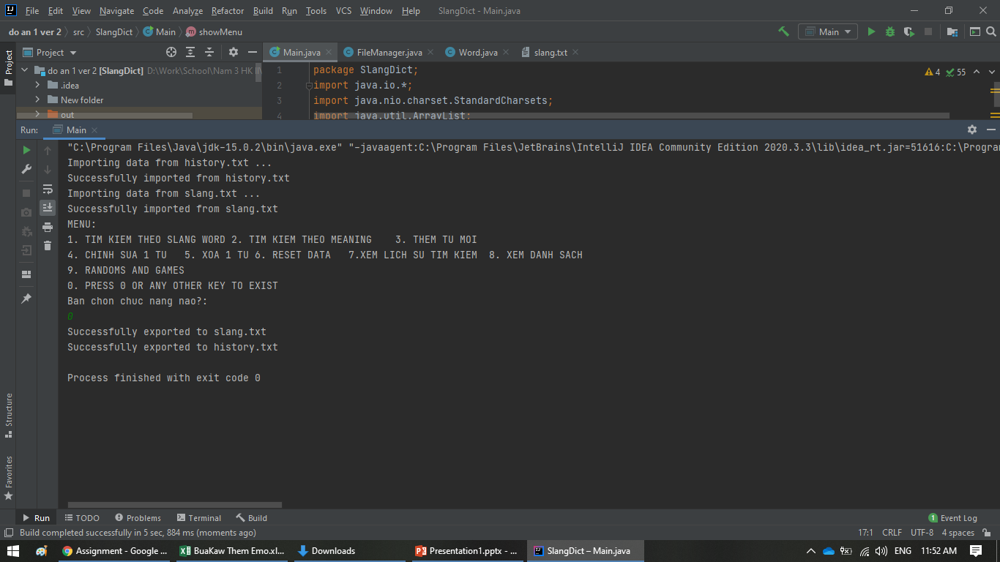 File Edit View Navigate Code Analyze Refactor Build Run Tools VCS Window Help SlangDict - Main.java
do an 1 ver 2 src SlangDict Main showMenu Main
Project Main.java FileManager.java Word.java slang.txt
Project
do an 1 ver 2 [SlangDict] D:\Work\School\Nam 3 HK II\
.idea
New folder
out
1 package SlangDict;
2 import java.io.*;
3 import java.nio.charset.StandardCharsets;
4 import java.util.ArrayList;
4 55
Run: Main
"C:\Program Files\Java\jdk-15.0.2\bin\java.exe" "-javaagent:C:\Program Files\JetBrains\IntelliJ IDEA Community Edition 2020.3.3\lib\idea_rt.jar=51616:C:\Program
Importing data from history.txt ...
Successfully imported from history.txt
Importing data from slang.txt ...
Successfully imported from slang.txt
MENU:
1. TIM KIEM THEO SLANG WORD 2. TIM KIEM THEO MEANING 3. THEM TU MOI
4. CHINH SUA 1 TU 5. XOA 1 TU 6. RESET DATA 7.XEM LICH SU TIM KIEM 8. XEM DANH SACH
9. RANDOMS AND GAMES
0. PRESS 0 OR ANY OTHER KEY TO EXIST
Ban chon chuc nang nao?:
0
Successfully exported to slang.txt
Successfully exported to history.txt
Process finished with exit code 0
Structure
Favorites
Run TODO Problems Terminal Build 1 Event Log
Build completed successfully in 5 sec, 884 ms (moments ago) 17:1 CRLF UTF-8 4 spaces
Assignment - Google ... BuaKaw Them Emo.xl... Downloads Presentation1.pptx - ... SlangDict – Main.java ENG 11:52 AM